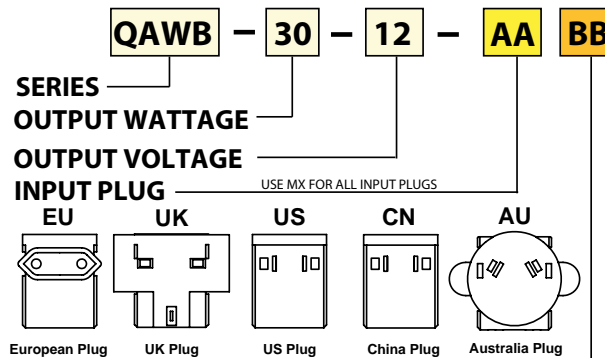 QAWB – 30 – 12 – AA BB
SERIES
OUTPUT WATTAGE
OUTPUT VOLTAGE
INPUT PLUG USE MX FOR ALL INPUT PLUGS
EU UK US CN AU
European Plug UK Plug US Plug China Plug Australia Plug